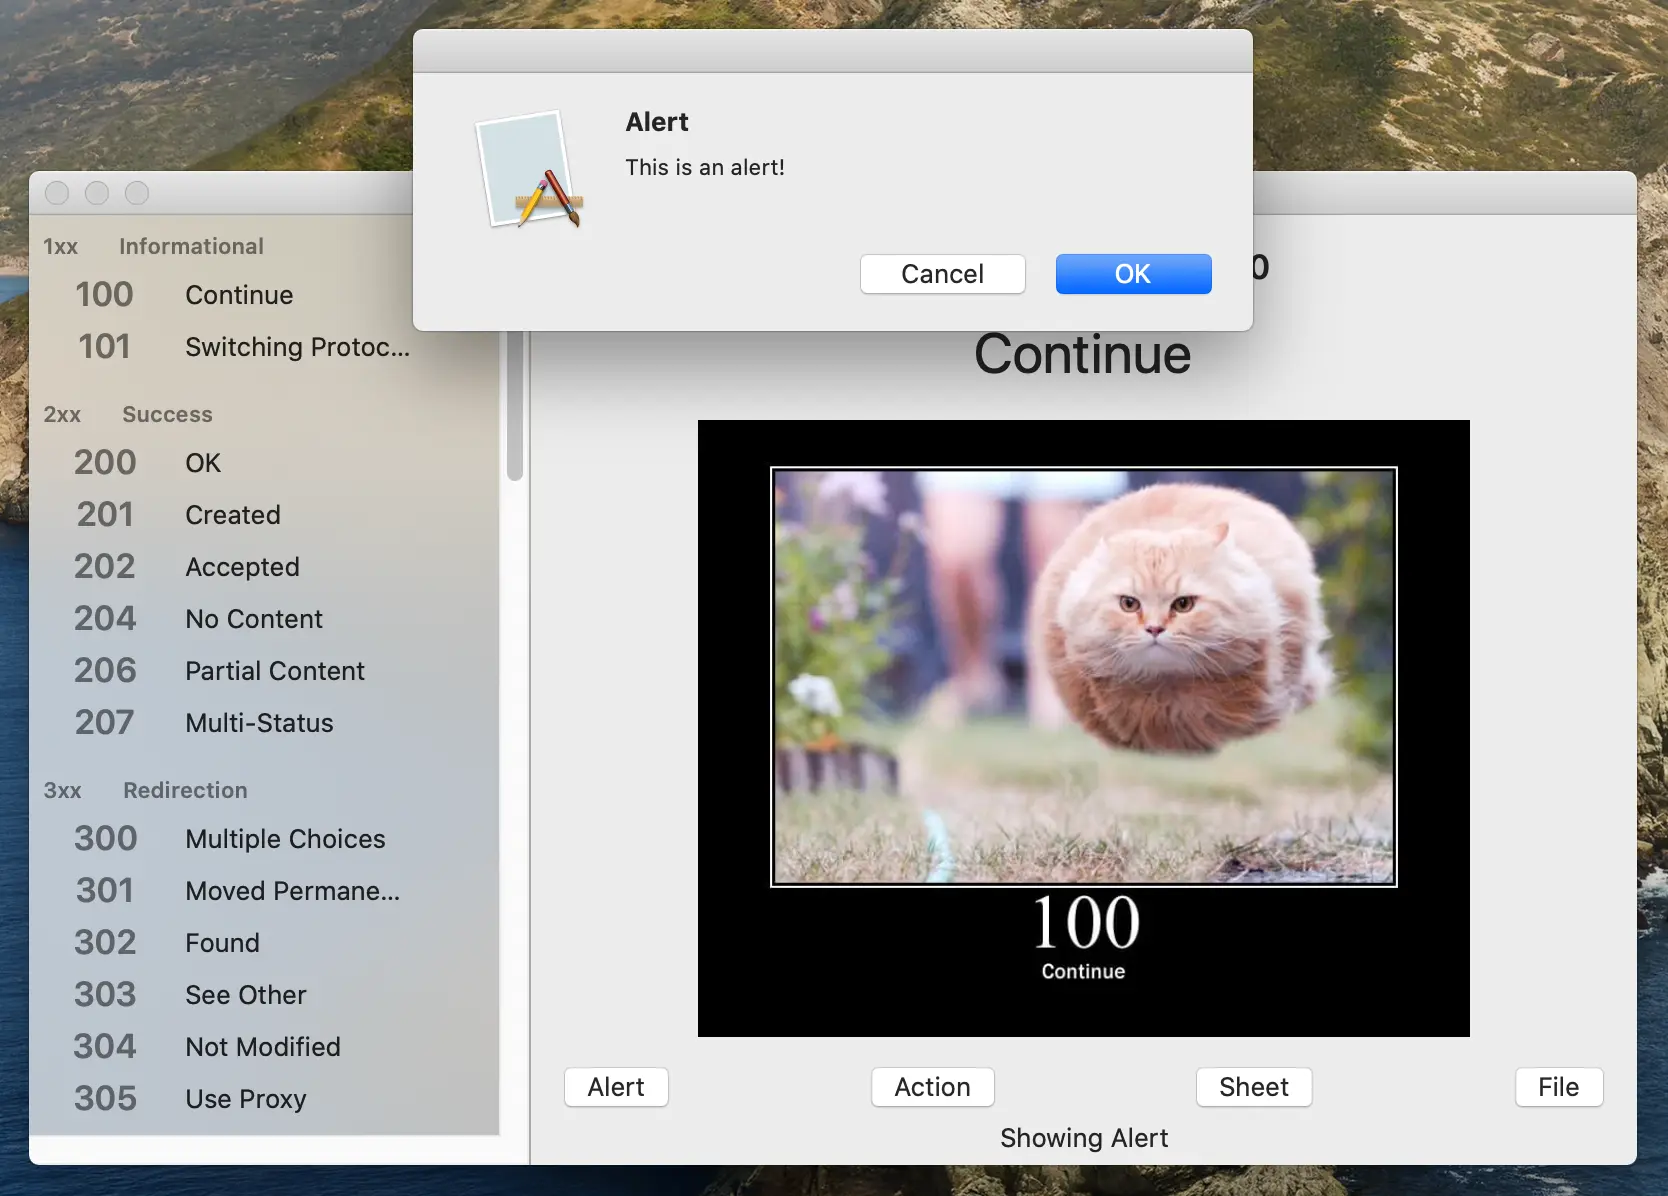 Alert
This is an alert!
Cancel
OK
1xx Informational
100 Continue
101 Switching Protoc...
2xx Success
200 OK
201 Created
202 Accepted
204 No Content
206 Partial Content
207 Multi-Status
3xx Redirection
300 Multiple Choices
301 Moved Permane...
302 Found
303 See Other
304 Not Modified
305 Use Proxy
0
Continue
100
Continue
Alert
Action
Sheet
File
Showing Alert